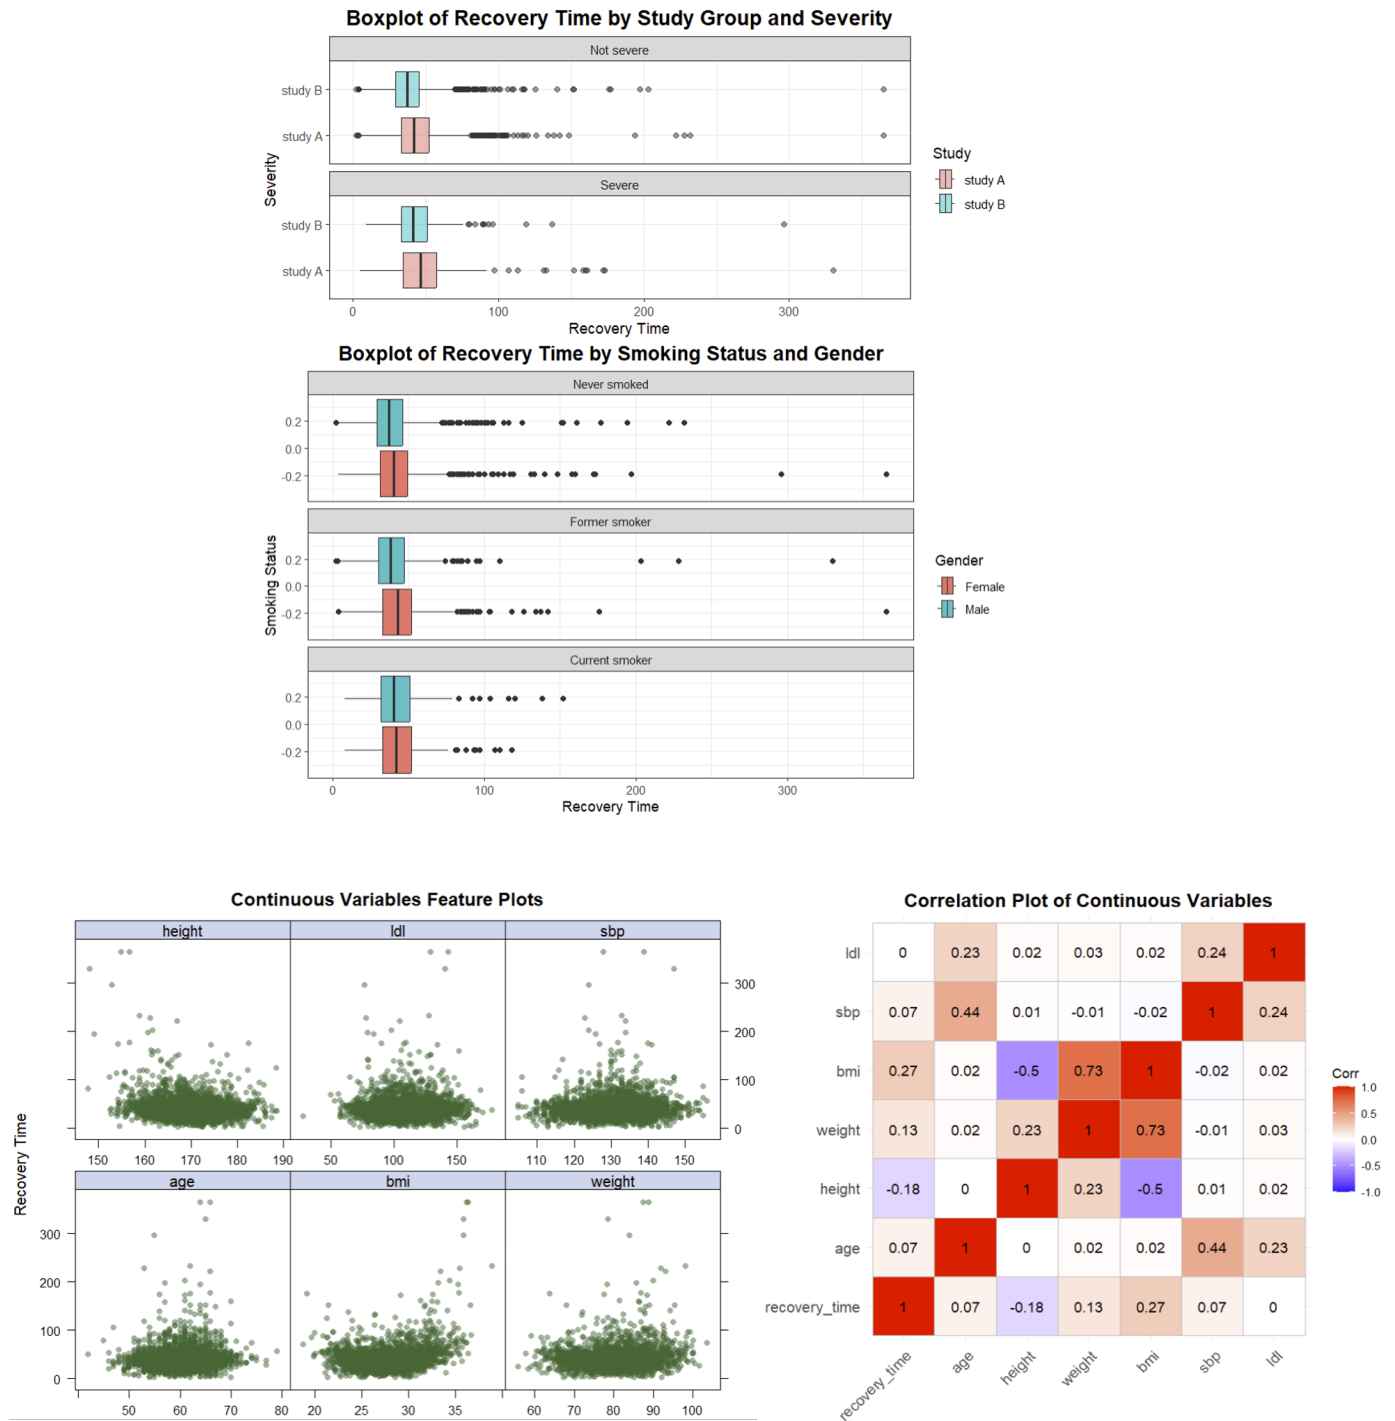 Boxplot of Recovery Time by Study Group and Severity
Not severe
study B
study A
Severe
study B
study A
0 100 200 300
Recovery Time
Severity
Study
study A
study B
Boxplot of Recovery Time by Smoking Status and Gender
Never smoked
0.2
0.0
-0.2
Former smoker
0.2
0.0
-0.2
Current smoker
0.2
0.0
-0.2
0 100 200 300
Recovery Time
Smoking Status
Gender
Female
Male
Continuous Variables Feature Plots
height ldl sbp
300
200
100
0
150 160 170 180 190 50 100 150 110 120 130 140 150
age bmi weight
300
200
100
0
50 60 70 80 20 25 30 35 60 70 80 90 100
Recovery Time
Correlation Plot of Continuous Variables
ldl 0 0.23 0.02 0.03 0.02 0.24 1
sbp 0.07 0.44 0.01 -0.01 -0.02 1 0.24
bmi 0.27 0.02 -0.5 0.73 1 -0.02 0.02
weight 0.13 0.02 0.23 1 0.73 -0.01 0.03
height -0.18 0 1 0.23 -0.5 0.01 0.02
age 0.07 1 0 0.02 0.02 0.44 0.23
recovery_time 1 0.07 -0.18 0.13 0.27 0.07 0
recovery_time age height weight bmi sbp ldl
Corr
1.0
0.5
0.0
-0.5
-1.0